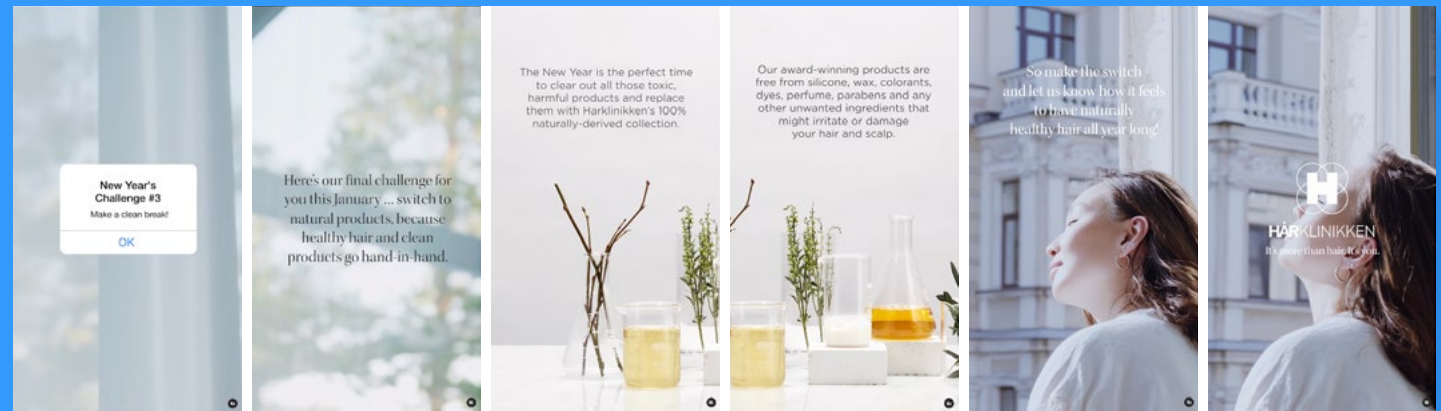 New Year's
Challenge #3
Make a clean break!
OK
Here's our final challenge for
you this January ... switch to
natural products, because
healthy hair and clean
products go hand-in-hand.
The New Year is the perfect time
to clear out all those toxic,
harmful products and replace
them with Harklinikken's 100%
naturally-derived collection.
Our award-winning products are
free from silicone, wax, colorants,
dyes, perfume, parabens and any
other unwanted ingredients that
might irritate or damage
your hair and scalp.
So make the switch
and let us know how it feels
to have naturally
healthy hair all year long!
H
HÅRKLINIKKEN
It's more than hair. It's you.